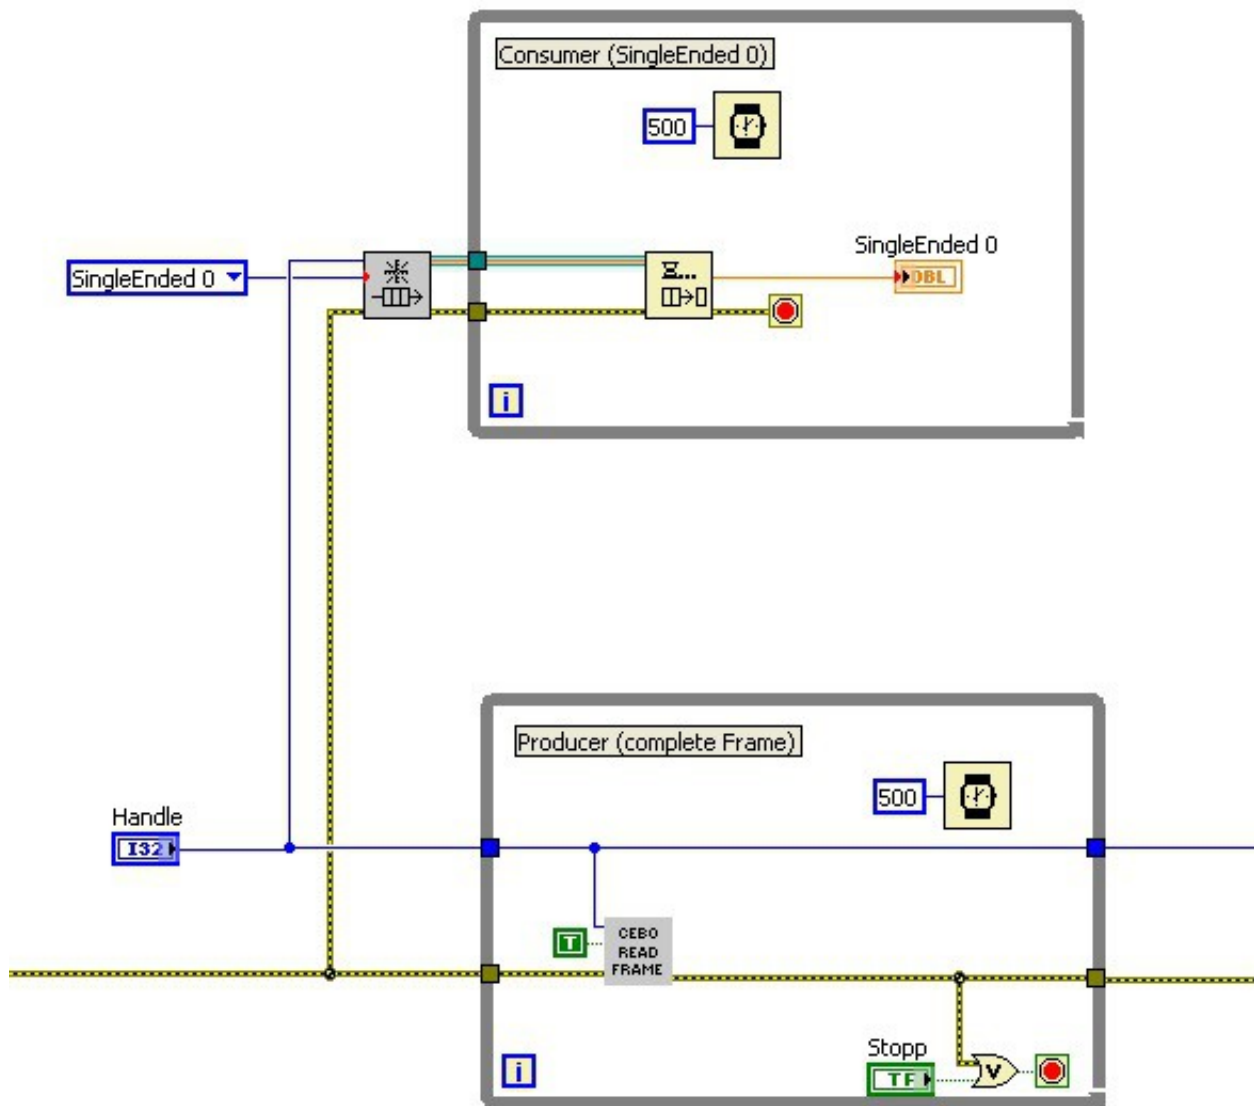 Consumer (SingleEnded 0)
500
SingleEnded 0
SingleEnded 0
DBL
i
Producer (complete Frame)
500
Handle
I32
T
CEBO
READ
FRAME
Stopp
TF
V
i